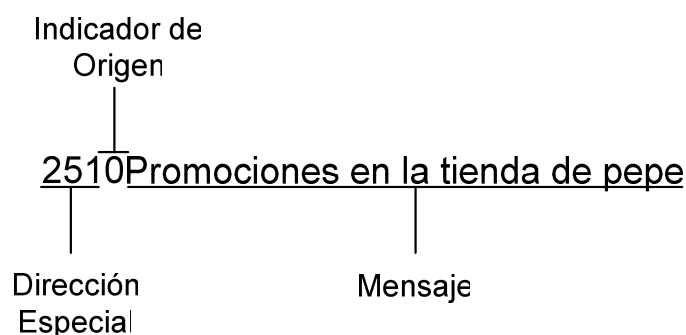 Indicador de
Origen
2510Promociones en la tienda de pepe
Dirección
Especial
Mensaje